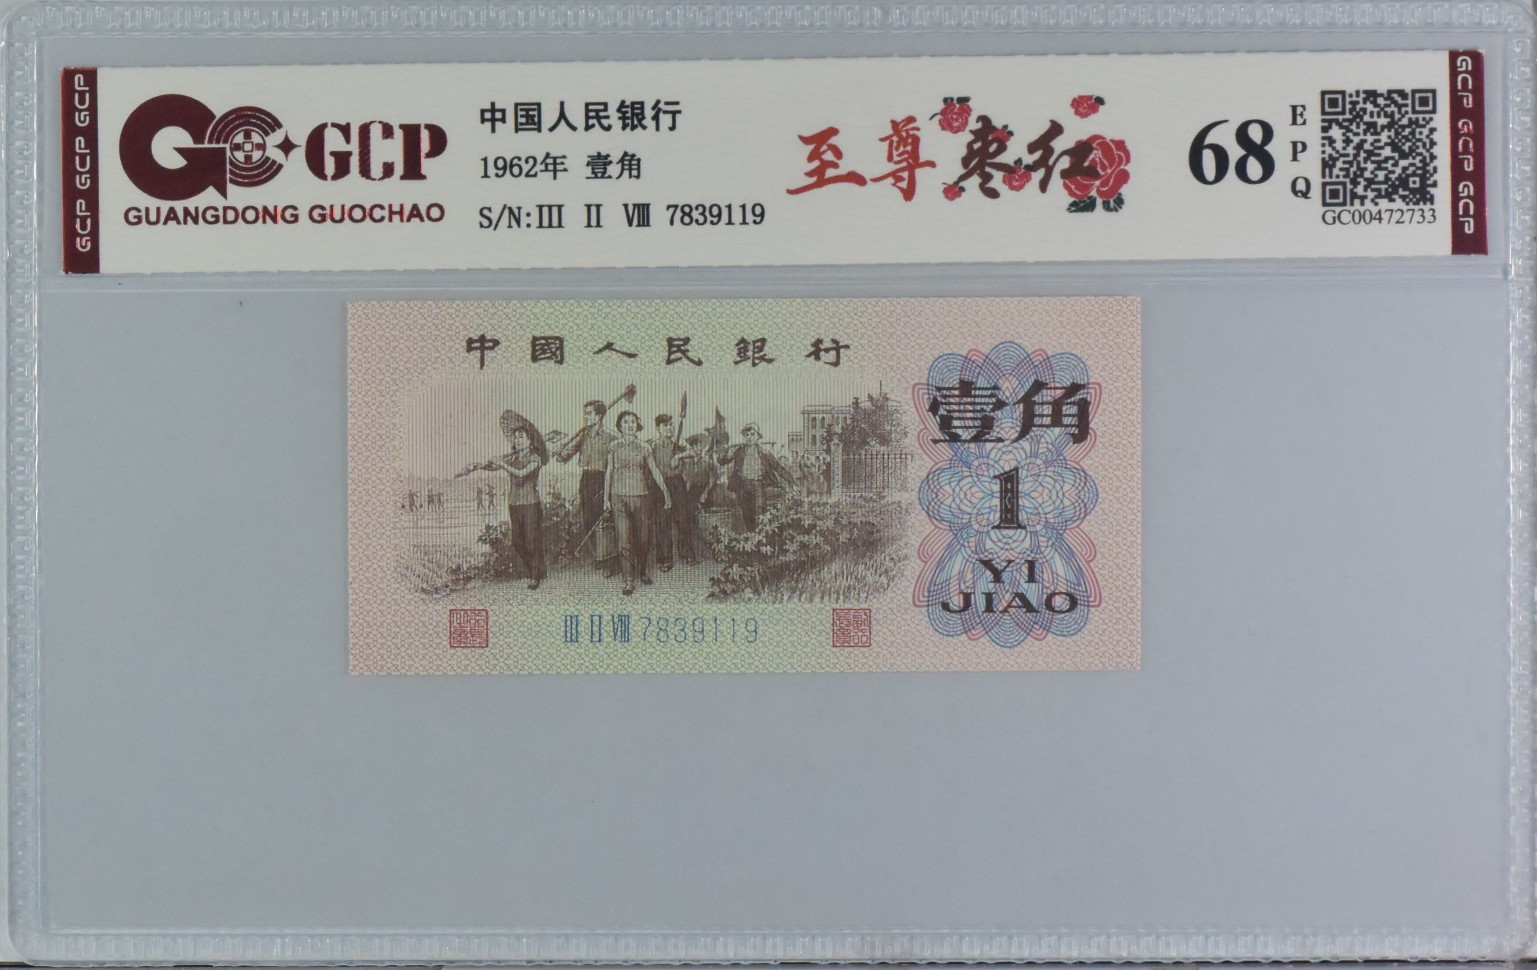 GCP GCP GCP
GCP
GUANGDONG GUOCHAO
中国人民银行
1962年 壹角
S/N:III II VIII 7839119
至尊枣红
68
EPQ
GC00472733
GCP GCP GCP
中國人民銀行
壹角
1
YI
JIAO
III II VIII 7839119